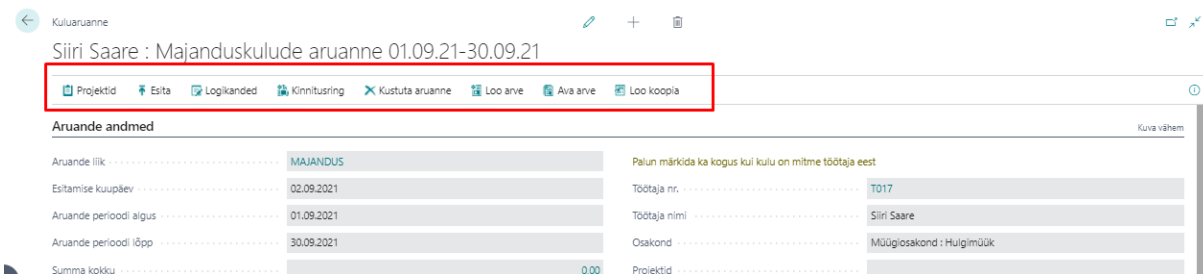 Kuluaruanne
Siiri Saare : Majanduskulude aruanne 01.09.21-30.09.21
Projektid Esita Logikanded Kinnitusring Kustuta aruanne Loo arve Ava arve Loo koopia
Aruande andmed Kuva vähem
Aruande liik MAJANDUS Palun märkida ka kogus kui kulu on mitme töötaja eest
Esitamise kuupäev 02.09.2021 Töötaja nr. T017
Aruande perioodi algus 01.09.2021 Töötaja nimi Siiri Saare
Aruande perioodi lõpp 30.09.2021 Osakond Müügiosakond : Hulgimüük
Summa kokku 0.00 Projektid